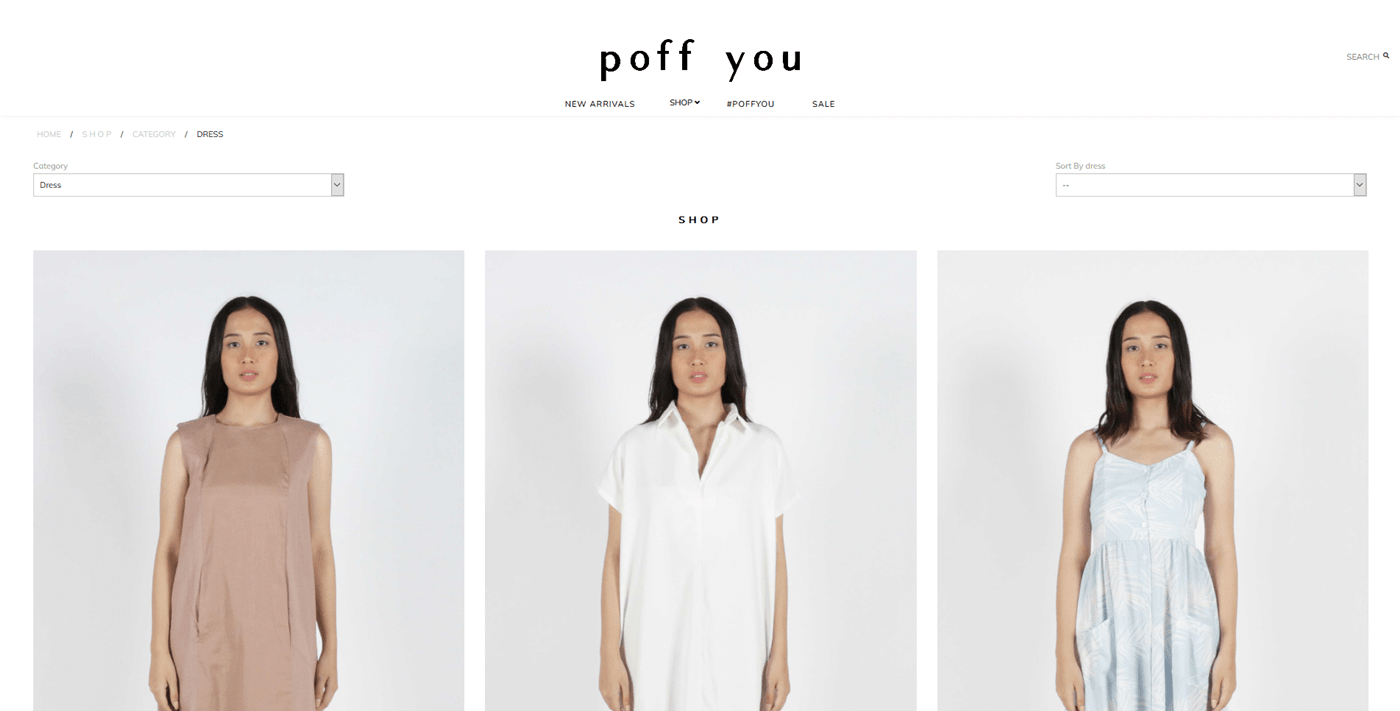 poff you
SEARCH
NEW ARRIVALS SHOP #POFFYOU SALE
HOME / SHOP / CATEGORY / DRESS
Category
Sort By dress
Dress
--
SHOP